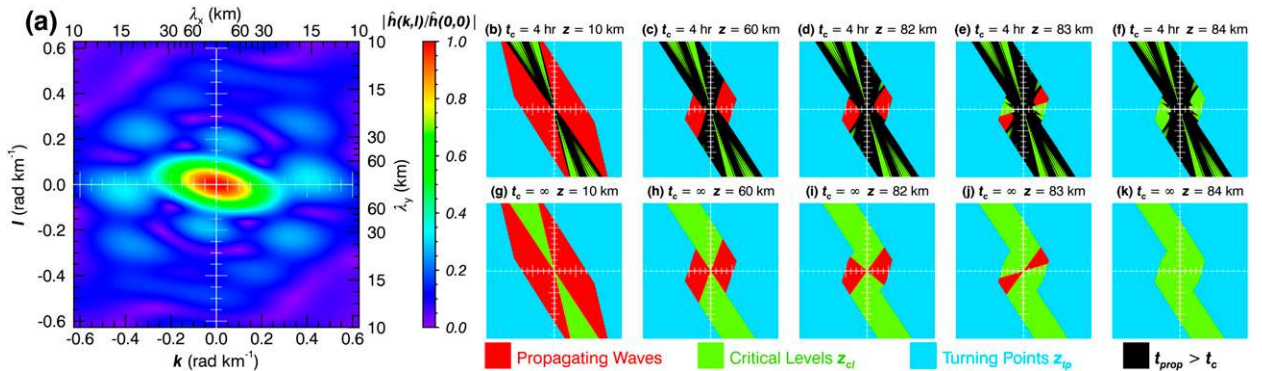 (a)
λx (km)
10 15 30 60 60 30 15 10
|ĥ(k,l)/ĥ(0,0)|
0.6
0.4
0.2
0.0
-0.2
-0.4
-0.6
l (rad km-1)
10
15
30
60
60
30
15
10
λy (km)
-0.6 -0.4 -0.2 0.0 0.2 0.4 0.6
k (rad km-1)
1.0
0.8
0.6
0.4
0.2
0.0
(b) tc = 4 hr z = 10 km
(c) tc = 4 hr z = 60 km
(d) tc = 4 hr z = 82 km
(e) tc = 4 hr z = 83 km
(f) tc = 4 hr z = 84 km
(g) tc = ∞ z = 10 km
(h) tc = ∞ z = 60 km
(i) tc = ∞ z = 82 km
(j) tc = ∞ z = 83 km
(k) tc = ∞ z = 84 km
Propagating Waves
Critical Levels zcl
Turning Points ztp
tprop > tc